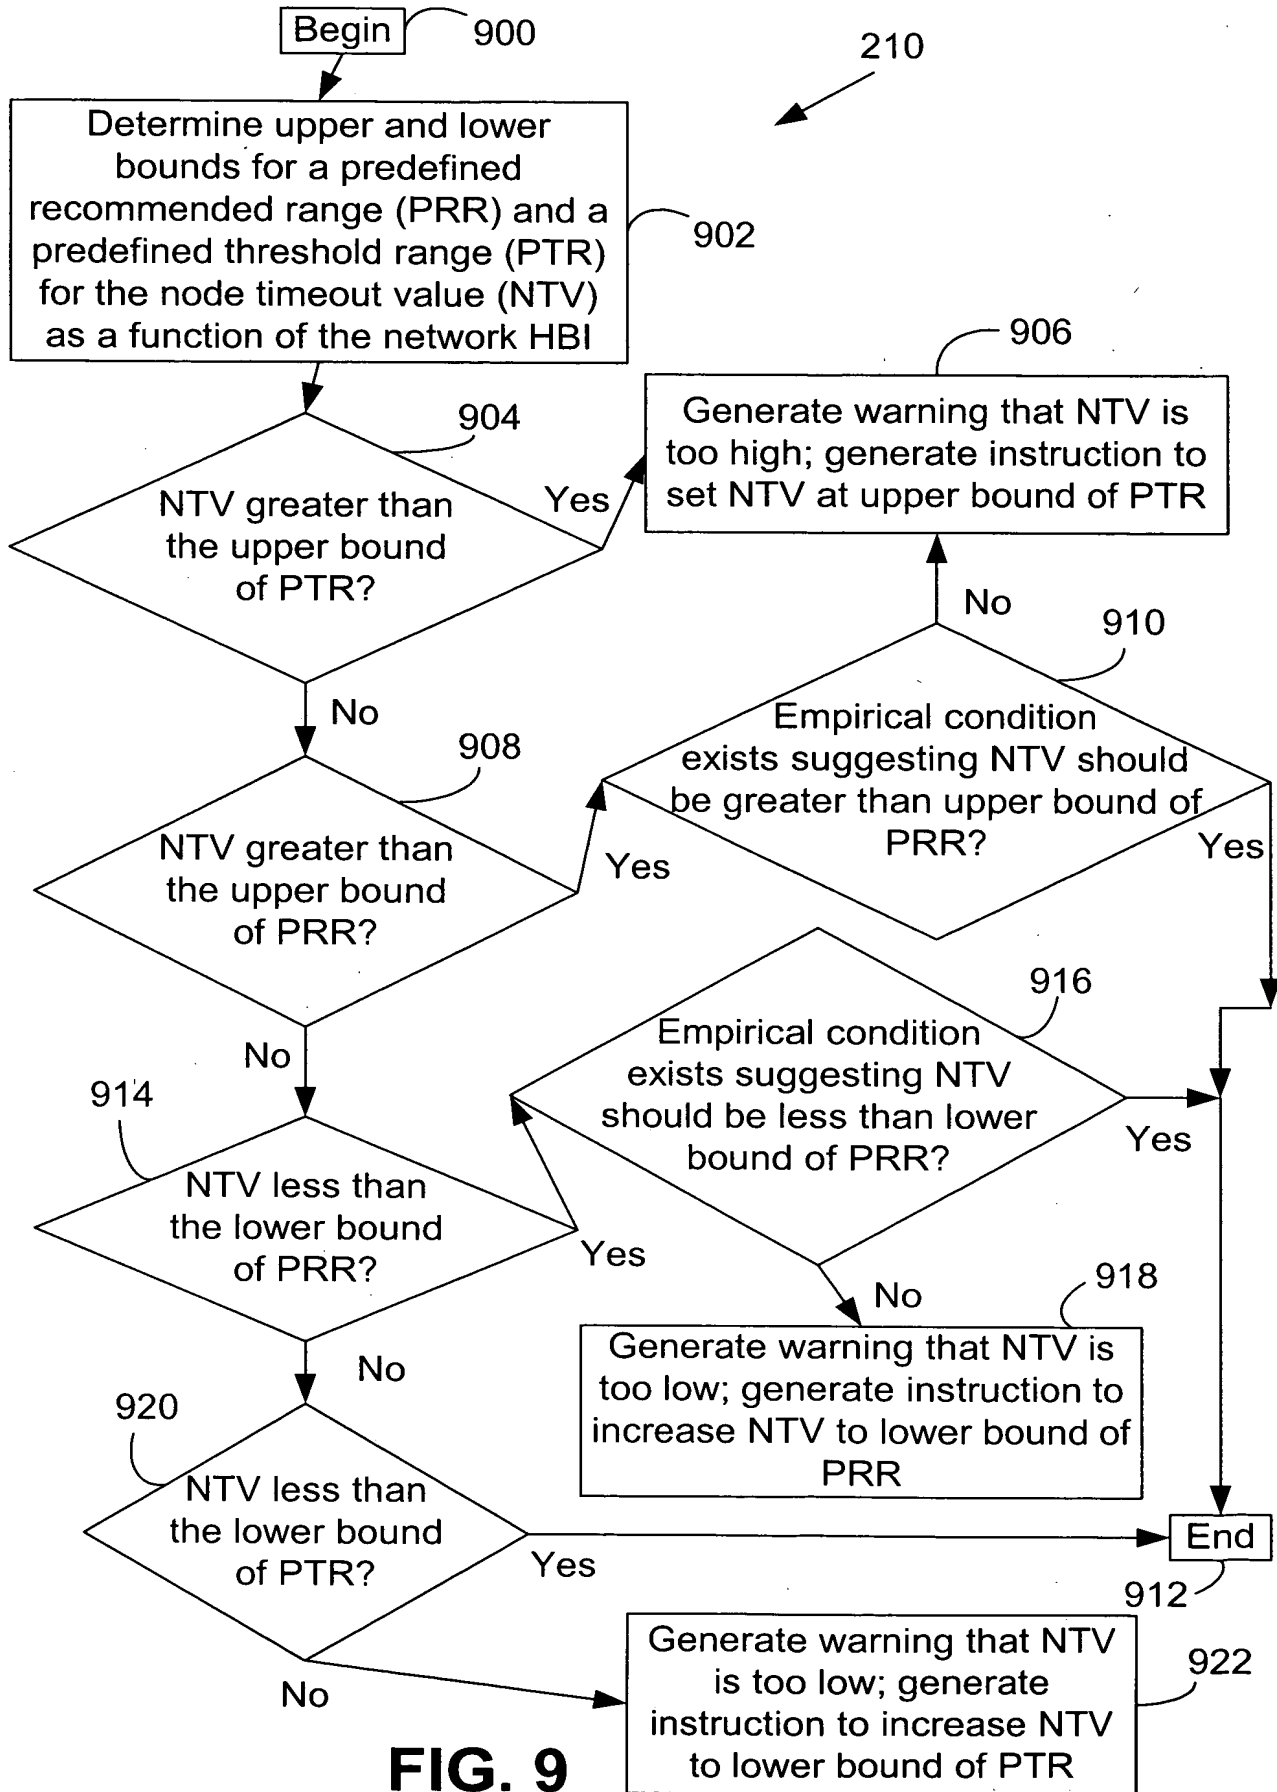 Begin
900
210
Determine upper and lower
bounds for a predefined
recommended range (PRR) and a
predefined threshold range (PTR)
for the node timeout value (NTV)
as a function of the network HBI
902
906
Generate warning that NTV is
too high; generate instruction to
set NTV at upper bound of PTR
904
NTV greater than
the upper bound
of PTR?
Yes
No
No
910
Empirical condition
exists suggesting NTV should
be greater than upper bound of
PRR?
Yes
908
NTV greater than
the upper bound
of PRR?
Yes
No
916
Empirical condition
exists suggesting NTV
should be less than lower
bound of PRR?
Yes
No
914
NTV less than
the lower bound
of PRR?
Yes
No
918
Generate warning that NTV is
too low; generate instruction to
increase NTV to lower bound of
PRR
920
NTV less than
the lower bound
of PTR?
Yes
No
End
912
Generate warning that NTV
is too low; generate
instruction to increase NTV
to lower bound of PTR
922
FIG. 9